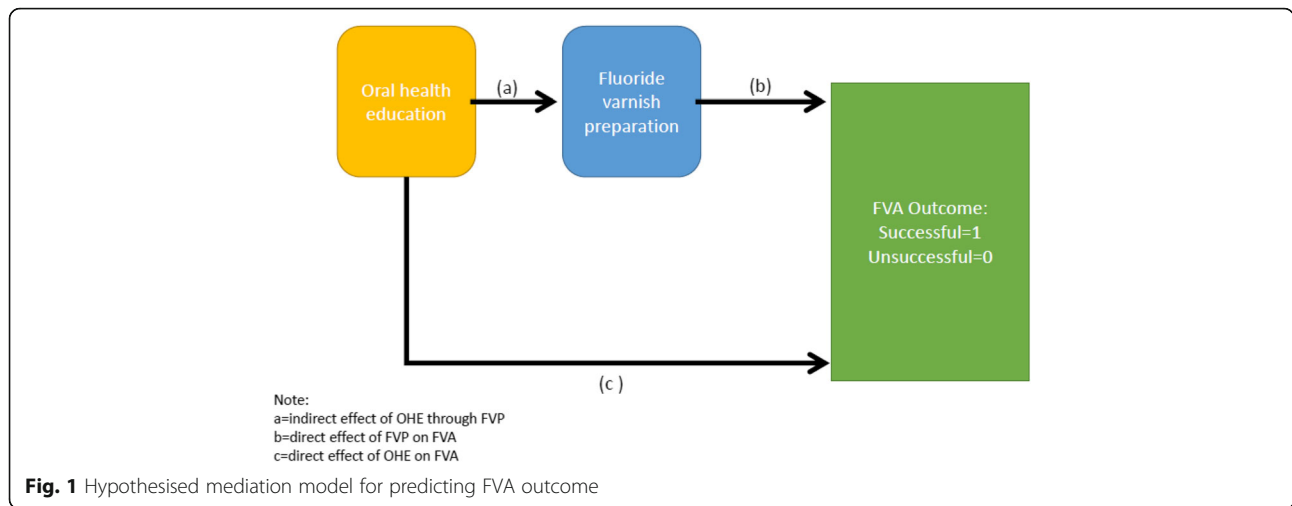 Oral health
education
(a)
Fluoride
varnish
preparation
(b)
FVA Outcome:
Successful=1
Unsuccessful=0
(c )
Note:
a=indirect effect of OHE through FVP
b=direct effect of FVP on FVA
c=direct effect of OHE on FVA
Fig. 1 Hypothesised mediation model for predicting FVA outcome